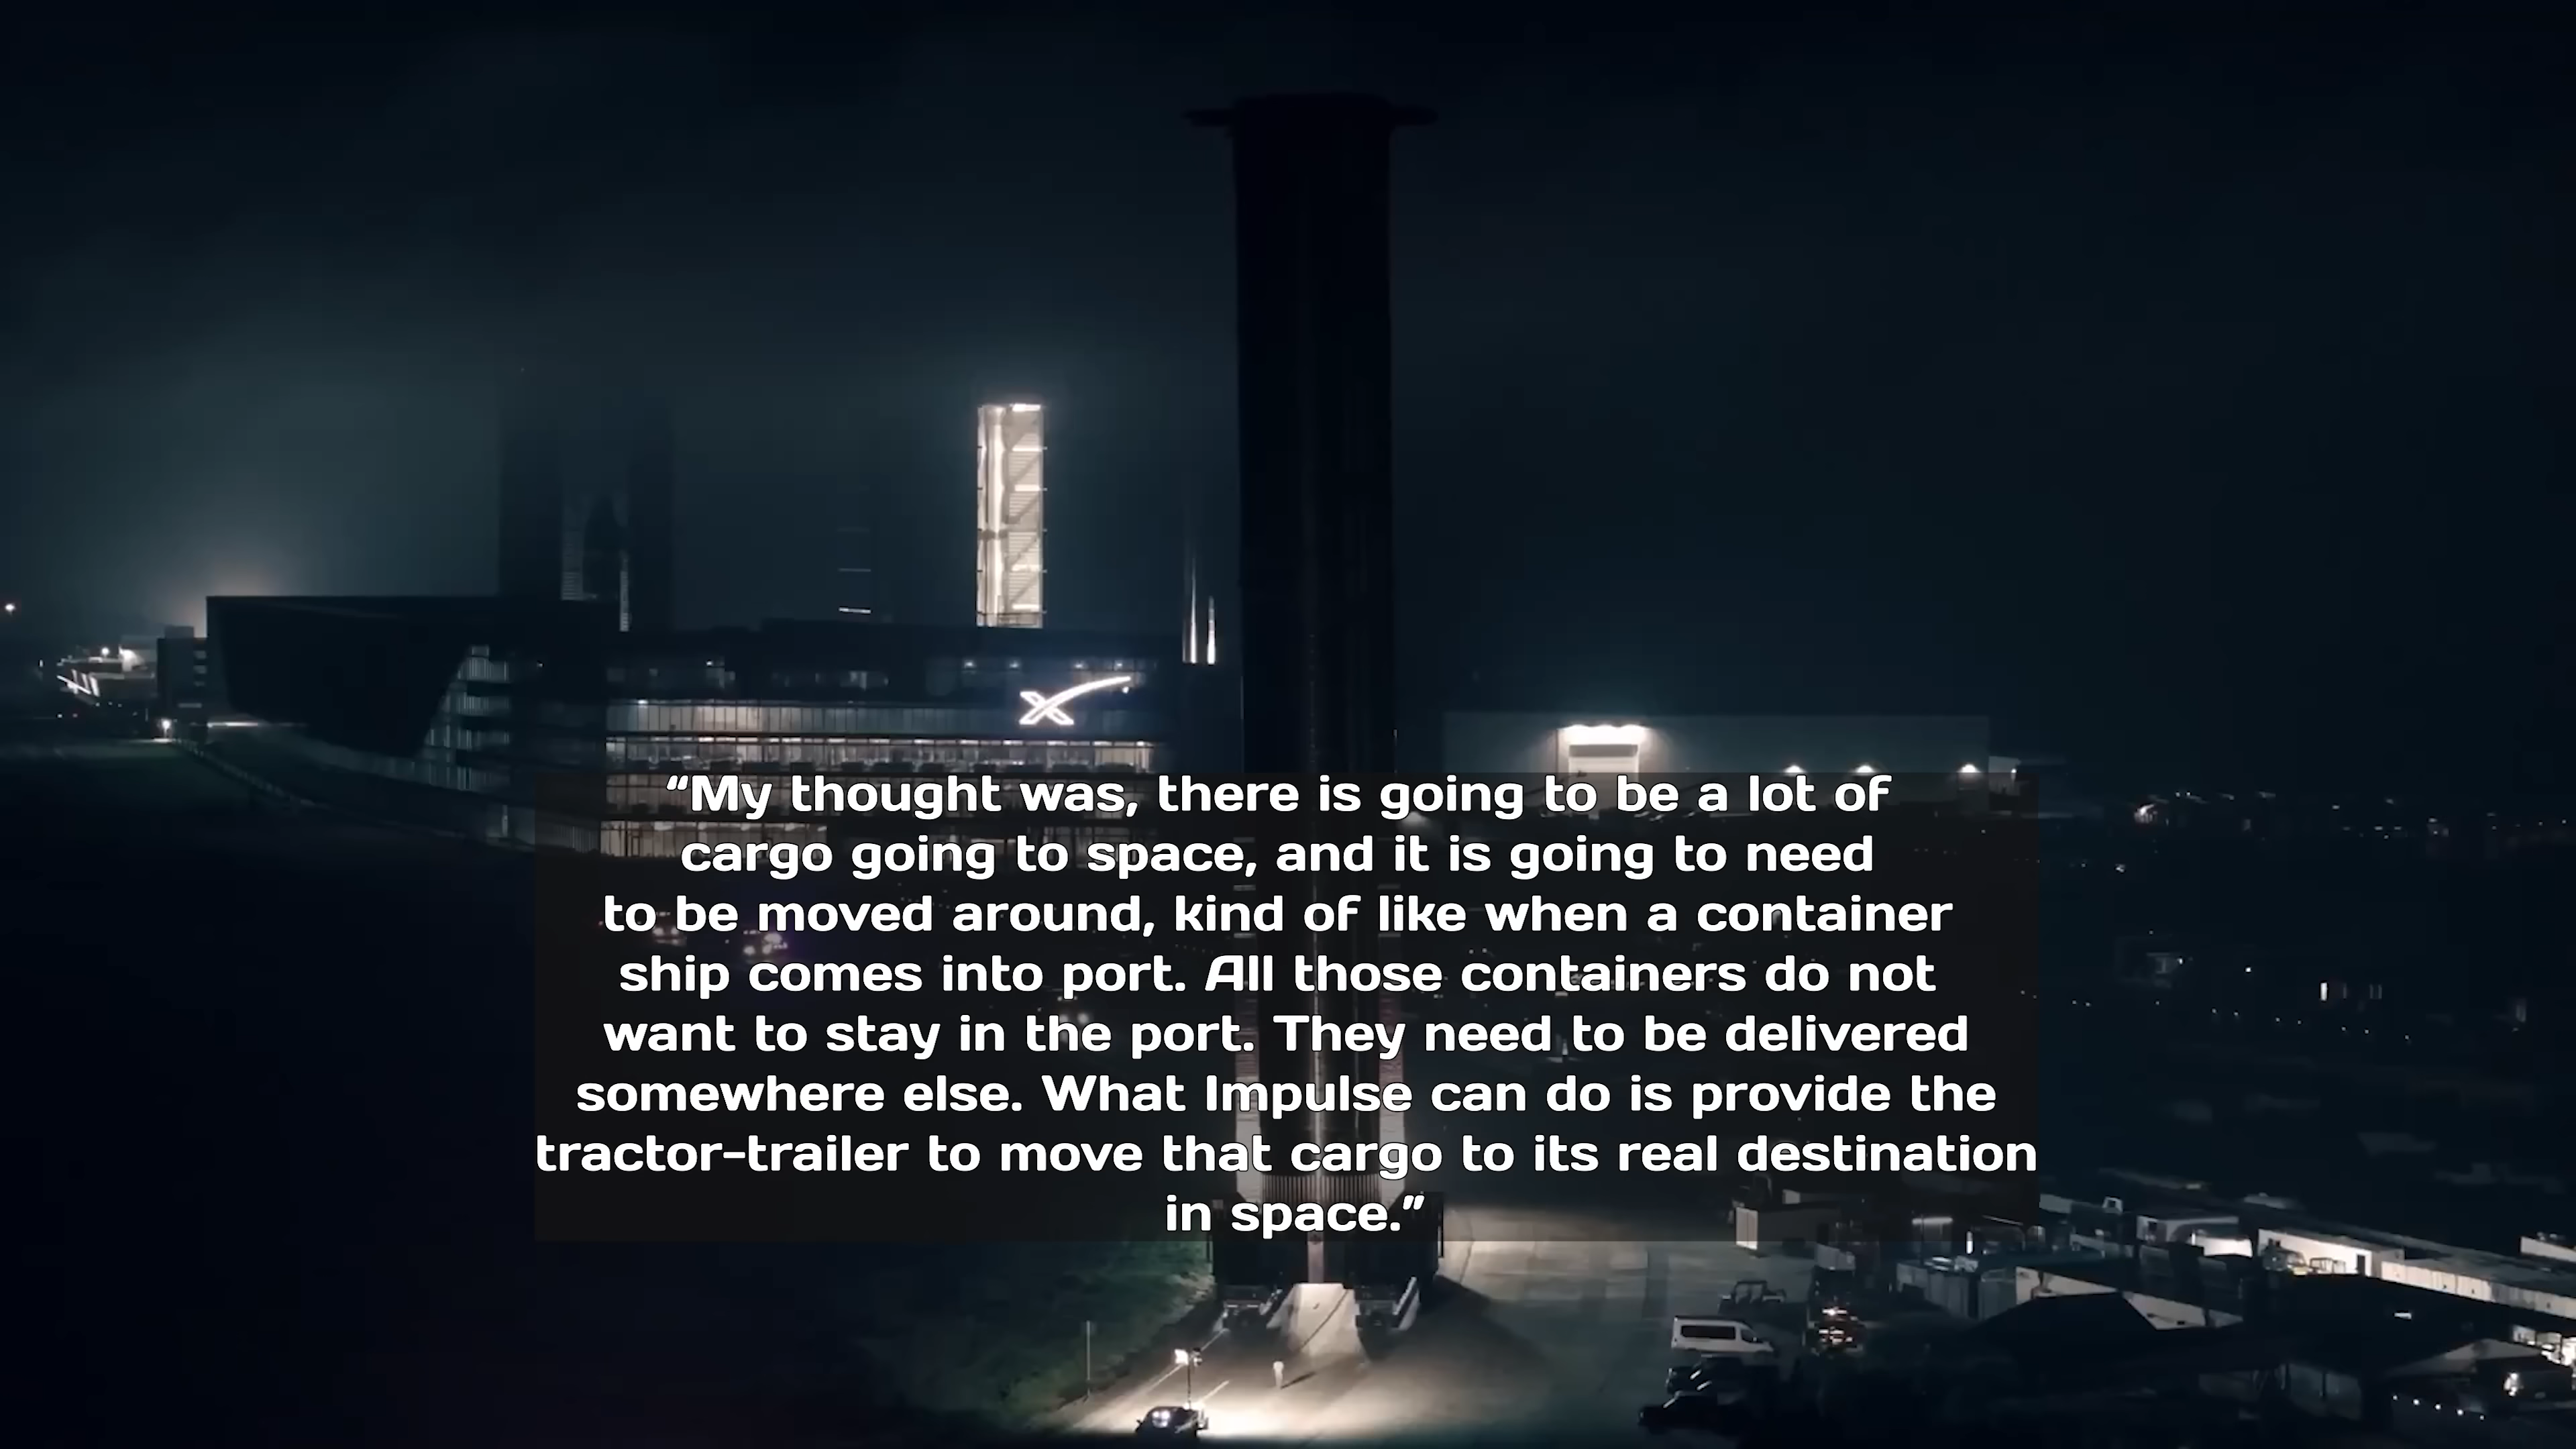 “My thought was, there is going to be a lot of
cargo going to space, and it is going to need
to be moved around, kind of like when a container
ship comes into port. All those containers do not
want to stay in the port. They need to be delivered
somewhere else. What Impulse can do is provide the
tractor-trailer to move that cargo to its real destination
in space.”